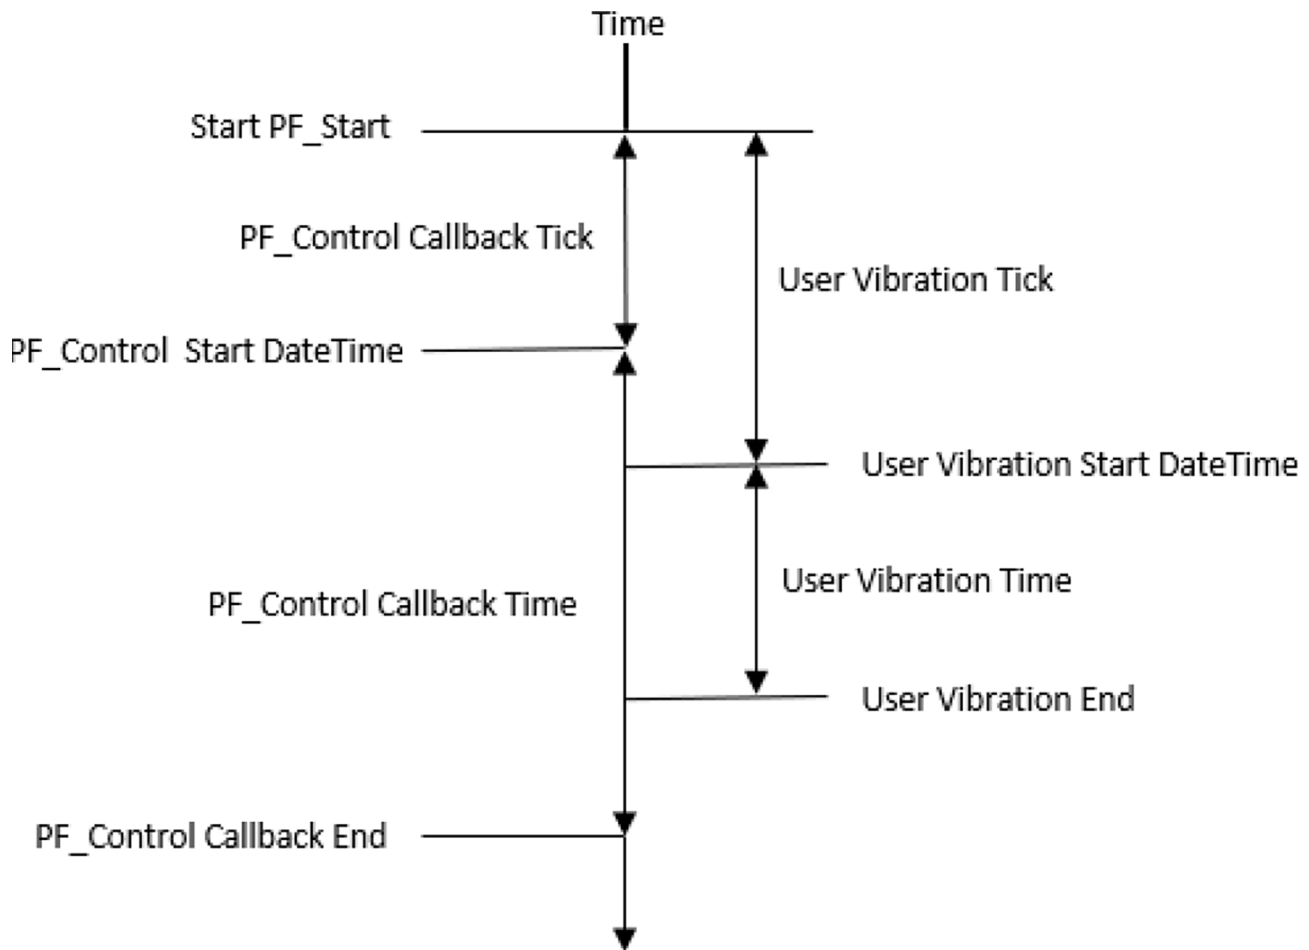 Time
Start PF_Start
PF_Control Callback Tick
User Vibration Tick
PF_Control Start DateTime
User Vibration Start DateTime
User Vibration Time
PF_Control Callback Time
User Vibration End
PF_Control Callback End